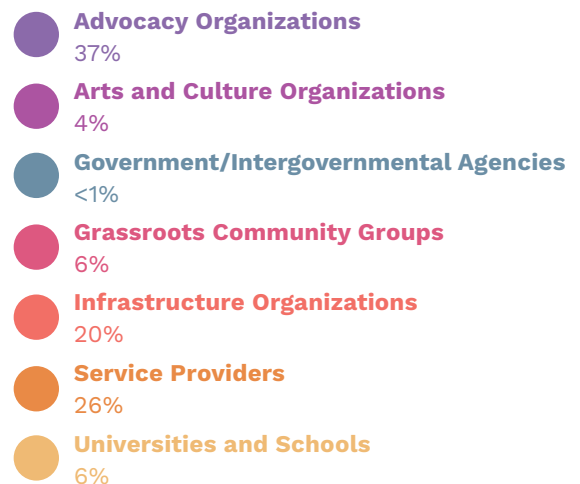 Advocacy Organizations
37%
Arts and Culture Organizations
4%
Government/Intergovernmental Agencies
<1%
Grassroots Community Groups
6%
Infrastructure Organizations
20%
Service Providers
26%
Universities and Schools
6%